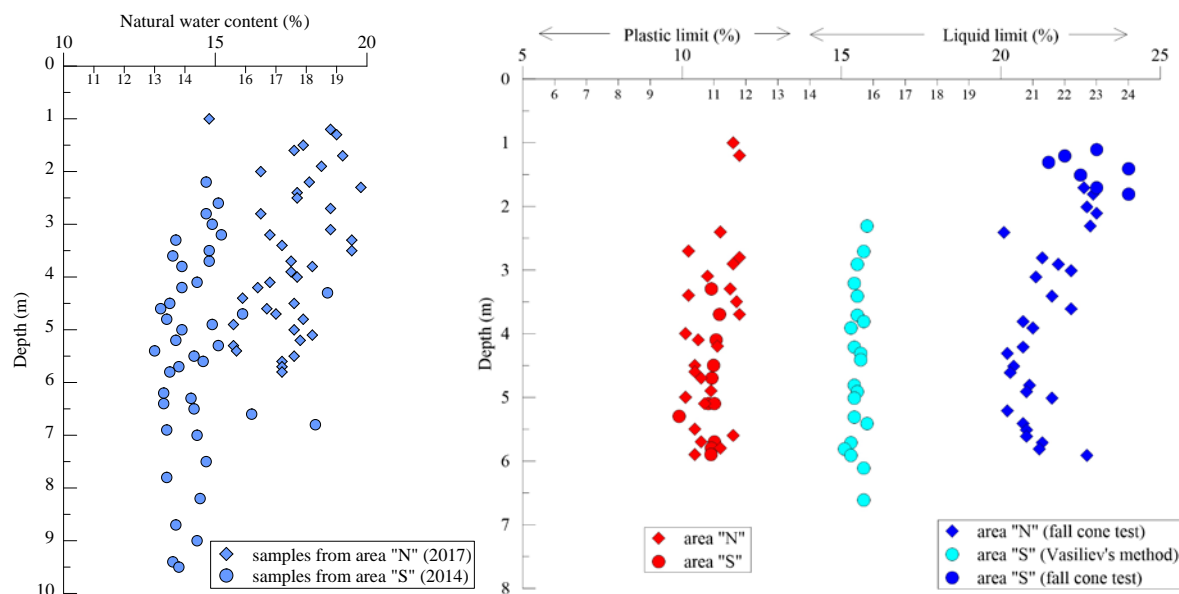 Natural water content (%)
10 15 20
0
11 12 13 14 16 17 18 19
1
2
3
4
5
6
7
8
9
10
Depth (m)
samples from area "N" (2017)
samples from area "S" (2014)
Plastic limit (%) Liquid limit (%)
5 10 15 20 25
0
6 7 8 9 11 12 13 14 16 17 18 19 21 22 23 24
1
2
3
4
5
6
7
8
Depth (m)
area "N"
area "S"
area "N" (fall cone test)
area "S" (Vasiliev's method)
area "S" (fall cone test)